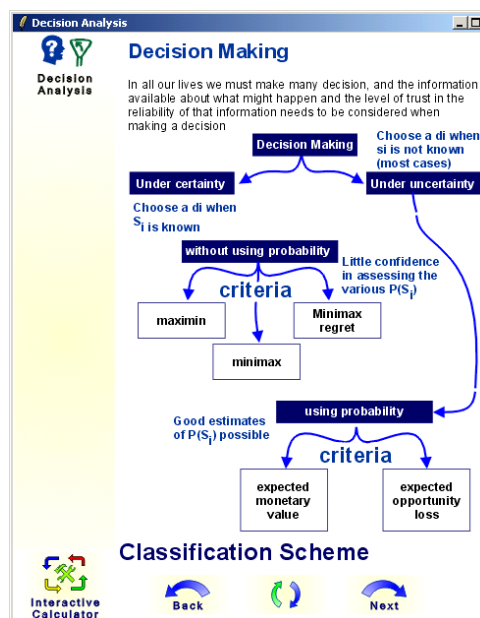 Decision Analysis
Decision
Analysis
Decision Making
In all our lives we must make many decision, and the information
available about what might happen and the level of trust in the
reliability of that information needs to be considered when
making a decision
Decision Making
Choose a di when
si is not known
(most cases)
Under certainty
Under uncertainty
Choose a di when
Si is known
without using probability
Little confidence
in assessing the
various P(Si)
criteria
maximin
minimax
Minimax
regret
using probability
Good estimates
of P(Si) possible
criteria
expected
monetary
value
expected
opportunity
loss
Classification Scheme
Interactive
Calculator
Back
Next